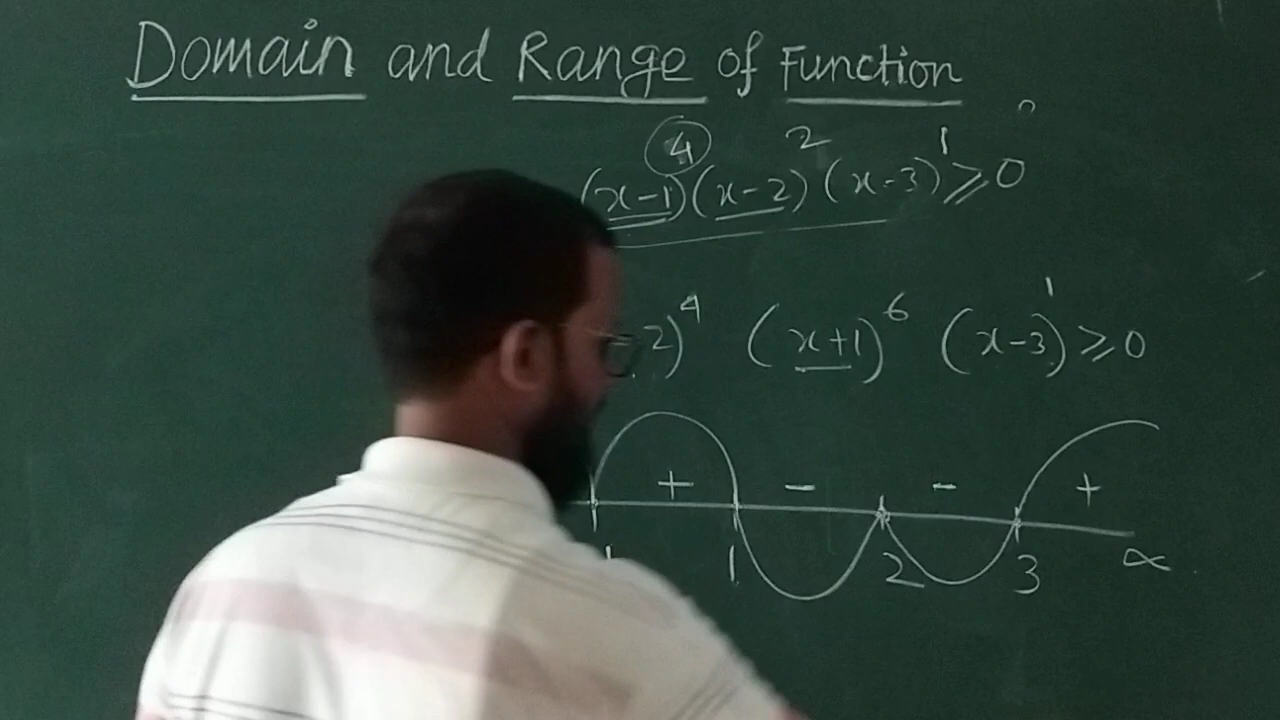 Domain and Range of Function
4 2 1
(x-1)(x-2)(x-3) ≥ 0
2)⁴ (x+1)⁶ (x-3)¹ ≥ 0
+ - - +
1 2 3 ∝